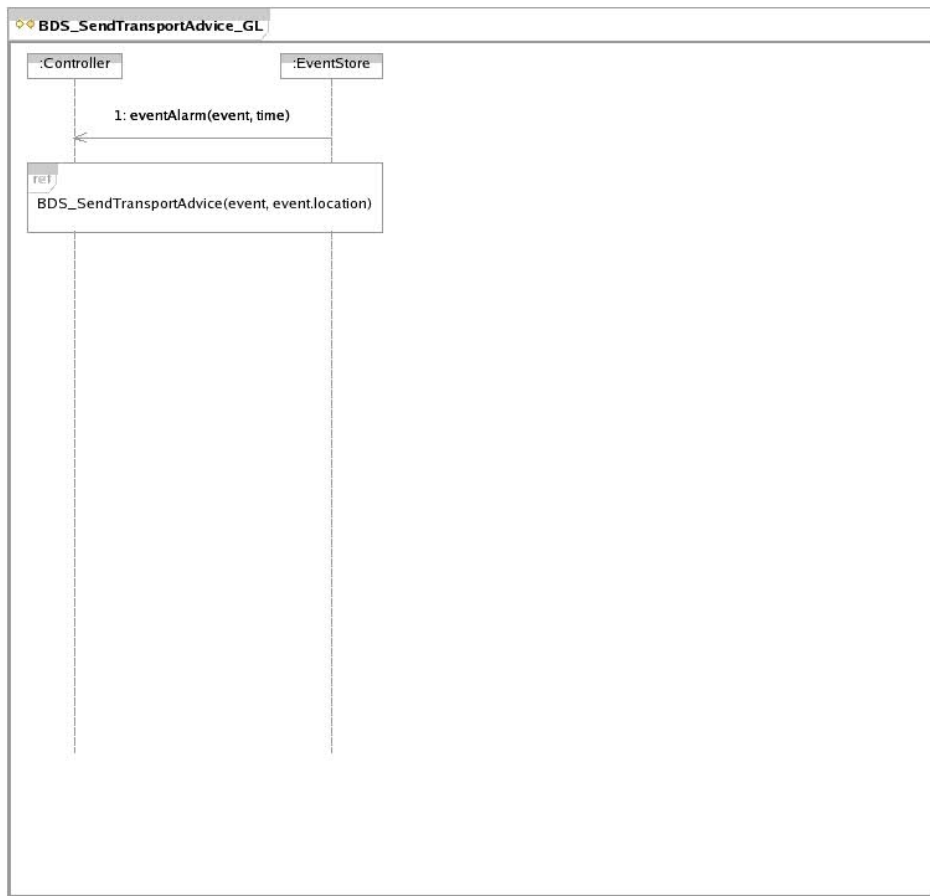 BDS_SendTransportAdvice_GL
:Controller
:EventStore
1: eventAlarm(event, time)
ref
BDS_SendTransportAdvice(event, event.location)